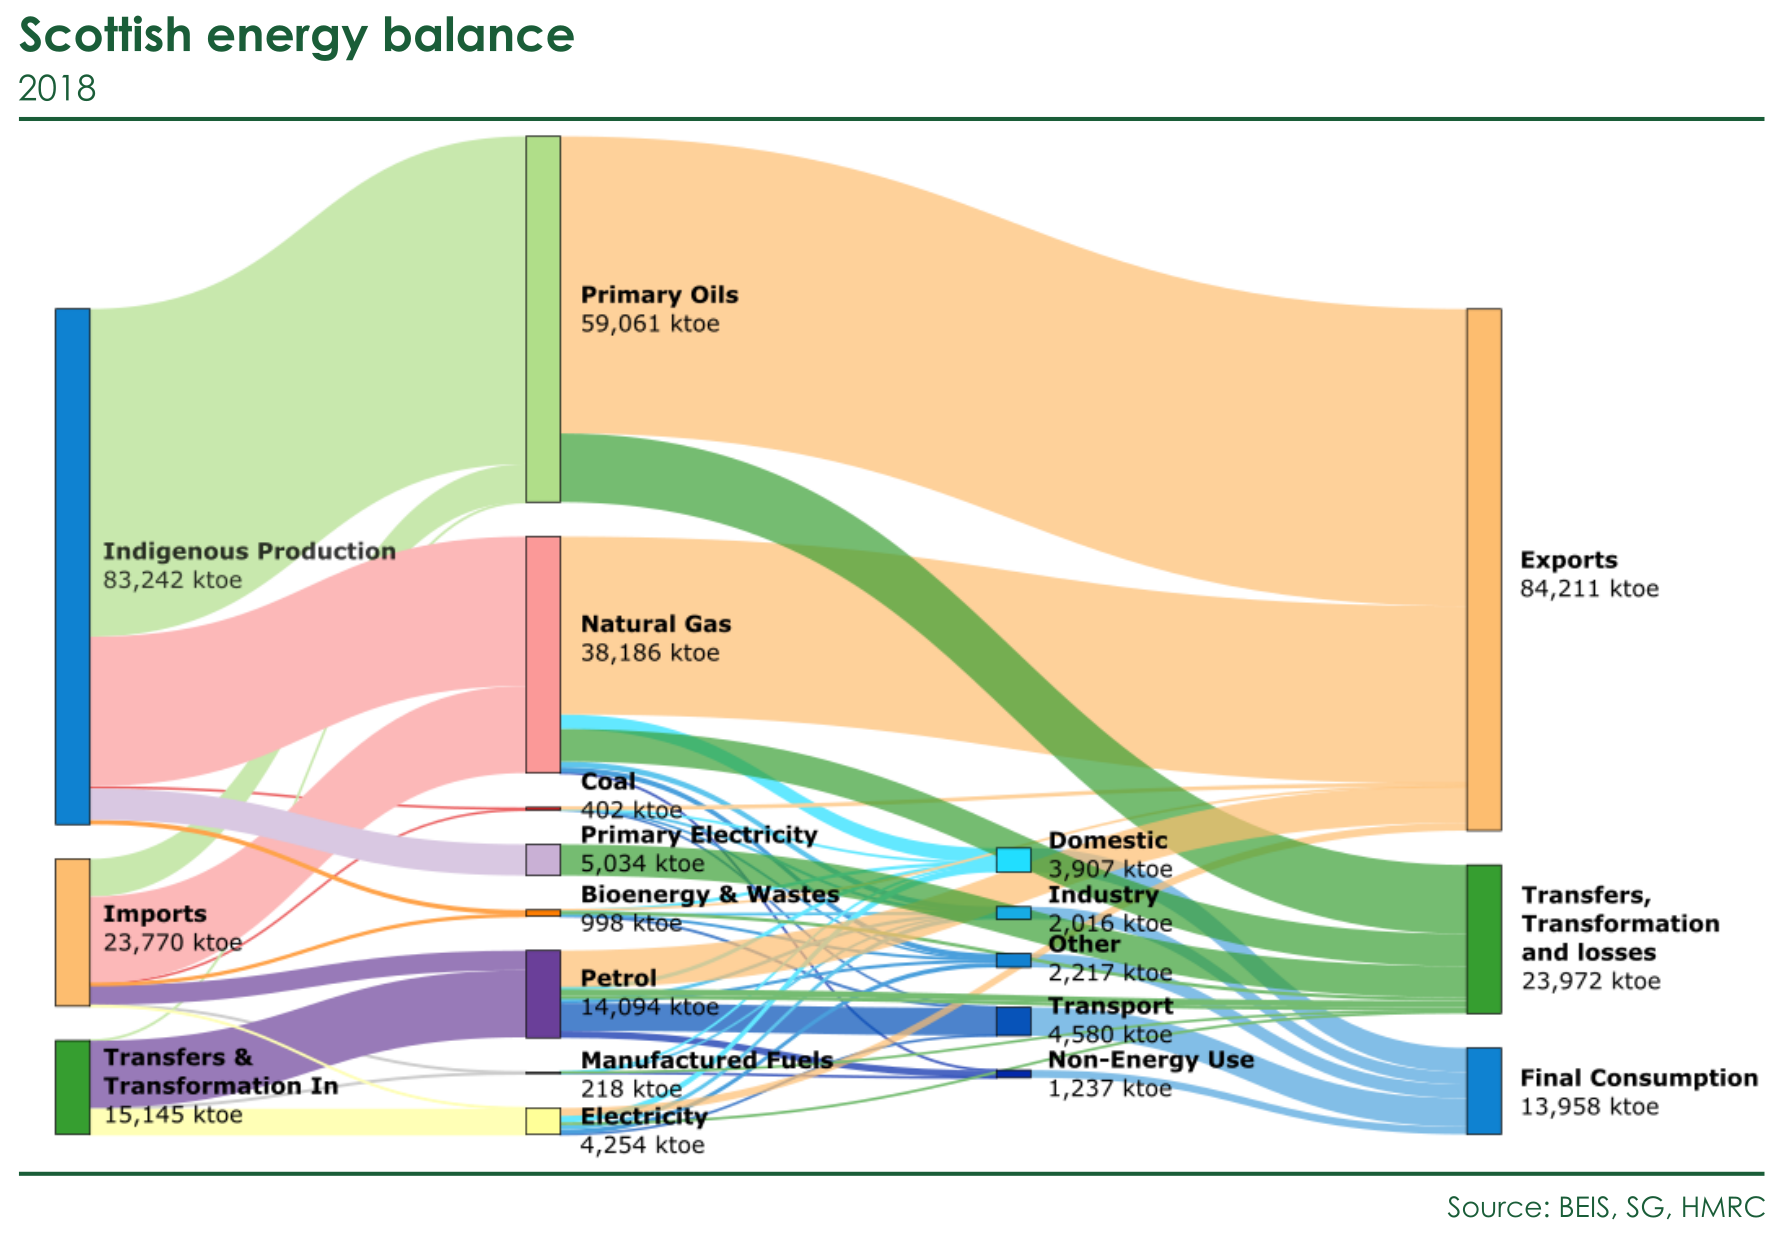 Scottish energy balance
2018
Primary Oils
59,061 ktoe
Indigenous Production
83,242 ktoe
Exports
84,211 ktoe
Natural Gas
38,186 ktoe
Coal
402 ktoe
Primary Electricity
5,034 ktoe
Domestic
3,907 ktoe
Bioenergy & Wastes
998 ktoe
Industry
2,016 ktoe
Transfers,
Transformation
and losses
23,972 ktoe
Imports
23,770 ktoe
Other
2,217 ktoe
Petrol
14,094 ktoe
Transport
4,580 ktoe
Transfers &
Transformation In
15,145 ktoe
Manufactured Fuels
218 ktoe
Non-Energy Use
1,237 ktoe
Final Consumption
13,958 ktoe
Electricity
4,254 ktoe
Source: BEIS, SG, HMRC